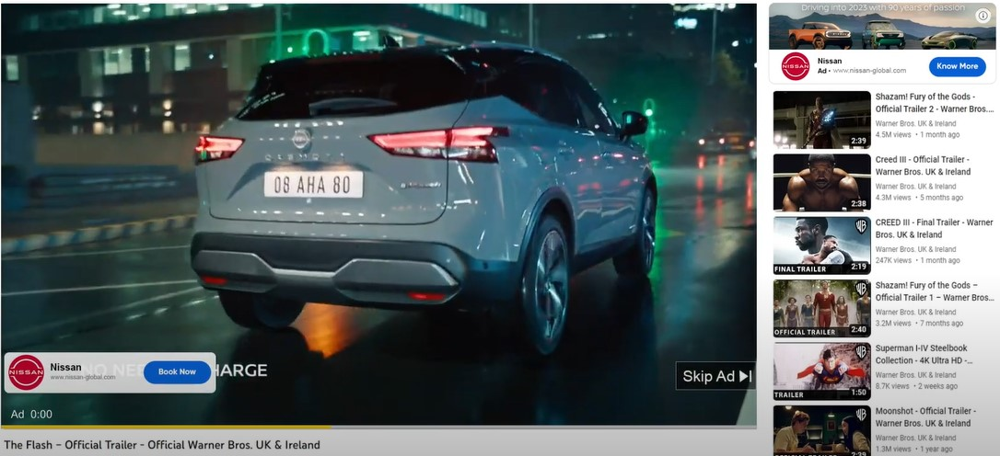 08 AHA 80
NISSAN
Nissan
www.nissan-global.com
Book Now
NO NEE
HARGE
Skip Ad
Ad 0:00
The Flash – Official Trailer – Official Warner Bros. UK & Ireland
Driving into 2023 with 90 years of passion
NISSAN
Nissan
Ad • www.nissan-global.com
Know More
2:39
Shazam! Fury of the Gods -
Official Trailer 2 - Warner Bros....
Warner Bros. UK & Ireland
4.5M views • 1 month ago
2:38
Creed III - Official Trailer -
Warner Bros. UK & Ireland
Warner Bros. UK & Ireland
4.3M views • 5 months ago
FINAL TRAILER
2:19
CREED III - Final Trailer - Warner
Bros. UK & Ireland
Warner Bros. UK & Ireland
247K views • 1 month ago
OFFICIAL TRAILER
2:40
Shazam! Fury of the Gods –
Official Trailer 1 – Warner Bros...
Warner Bros. UK & Ireland
3.2M views • 7 months ago
TRAILER
1:50
Superman I-IV Steelbook
Collection - 4K Ultra HD -...
Warner Bros. UK & Ireland
8.7K views • 2 weeks ago
2:39
Moonshot - Official Trailer -
Warner Bros. UK & Ireland
Warner Bros. UK & Ireland
1.3M views • 1 year ago